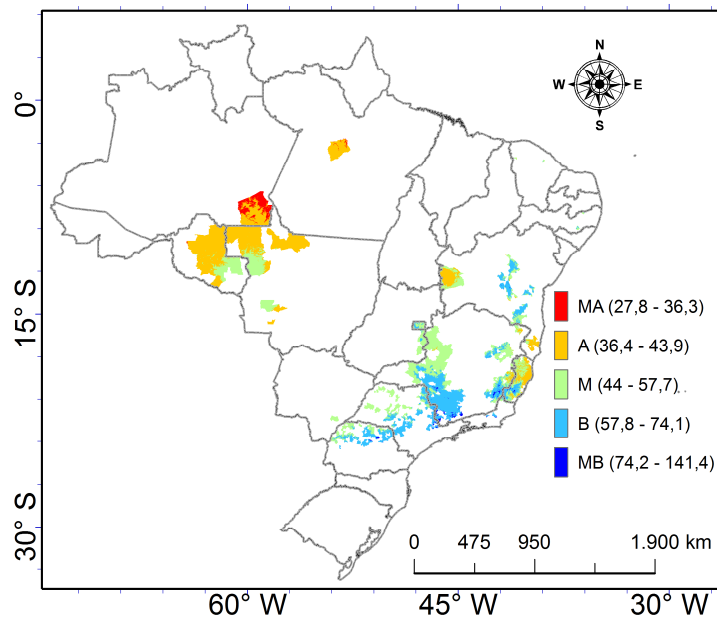 N
W E
S
0°
15° S
30° S
MA (27,8 - 36,3)
A (36,4 - 43,9)
M (44 - 57,7)
B (57,8 - 74,1)
MB (74,2 - 141,4)
0 475 950 1.900 km
60° W 45° W 30° W